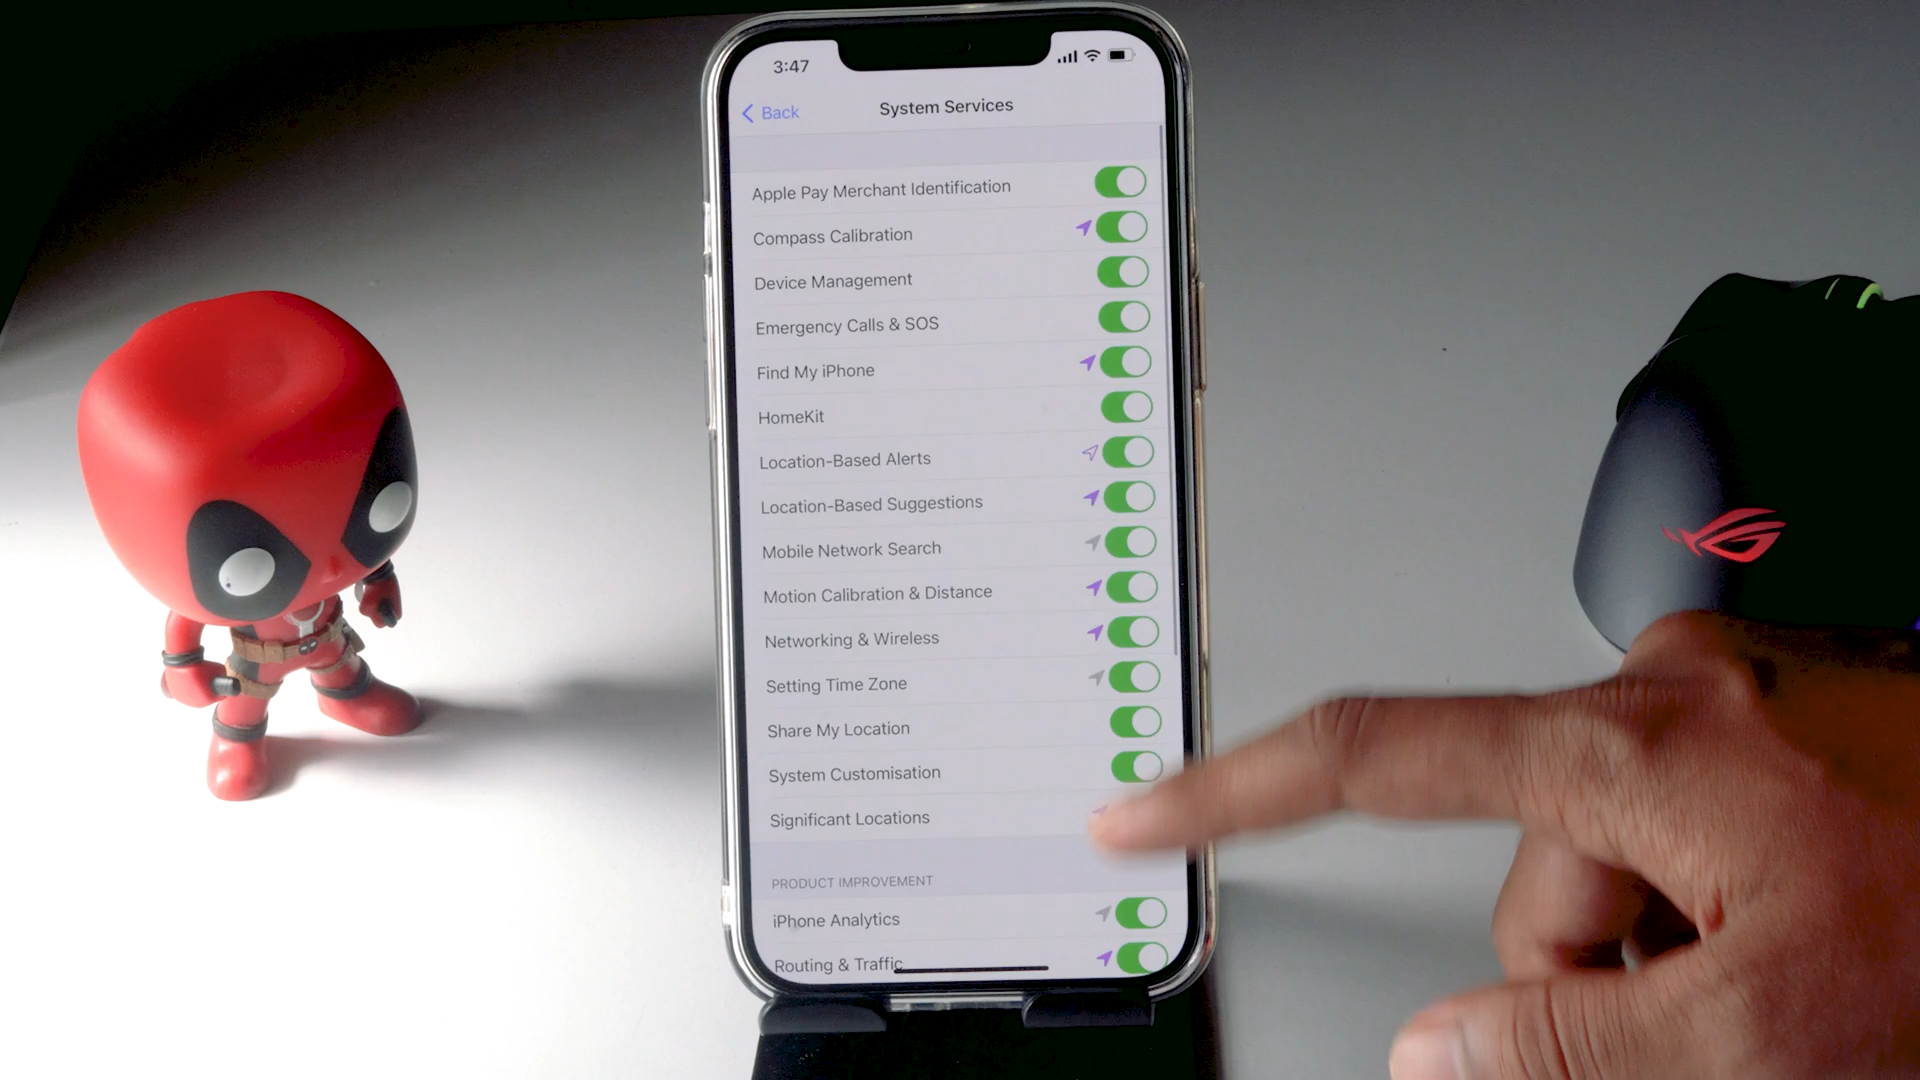 3:47
Back
System Services
Apple Pay Merchant Identification
Compass Calibration
Device Management
Emergency Calls & SOS
Find My iPhone
HomeKit
Location-Based Alerts
Location-Based Suggestions
Mobile Network Search
Motion Calibration & Distance
Networking & Wireless
Setting Time Zone
Share My Location
System Customisation
Significant Locations
PRODUCT IMPROVEMENT
iPhone Analytics
Routing & Traffic